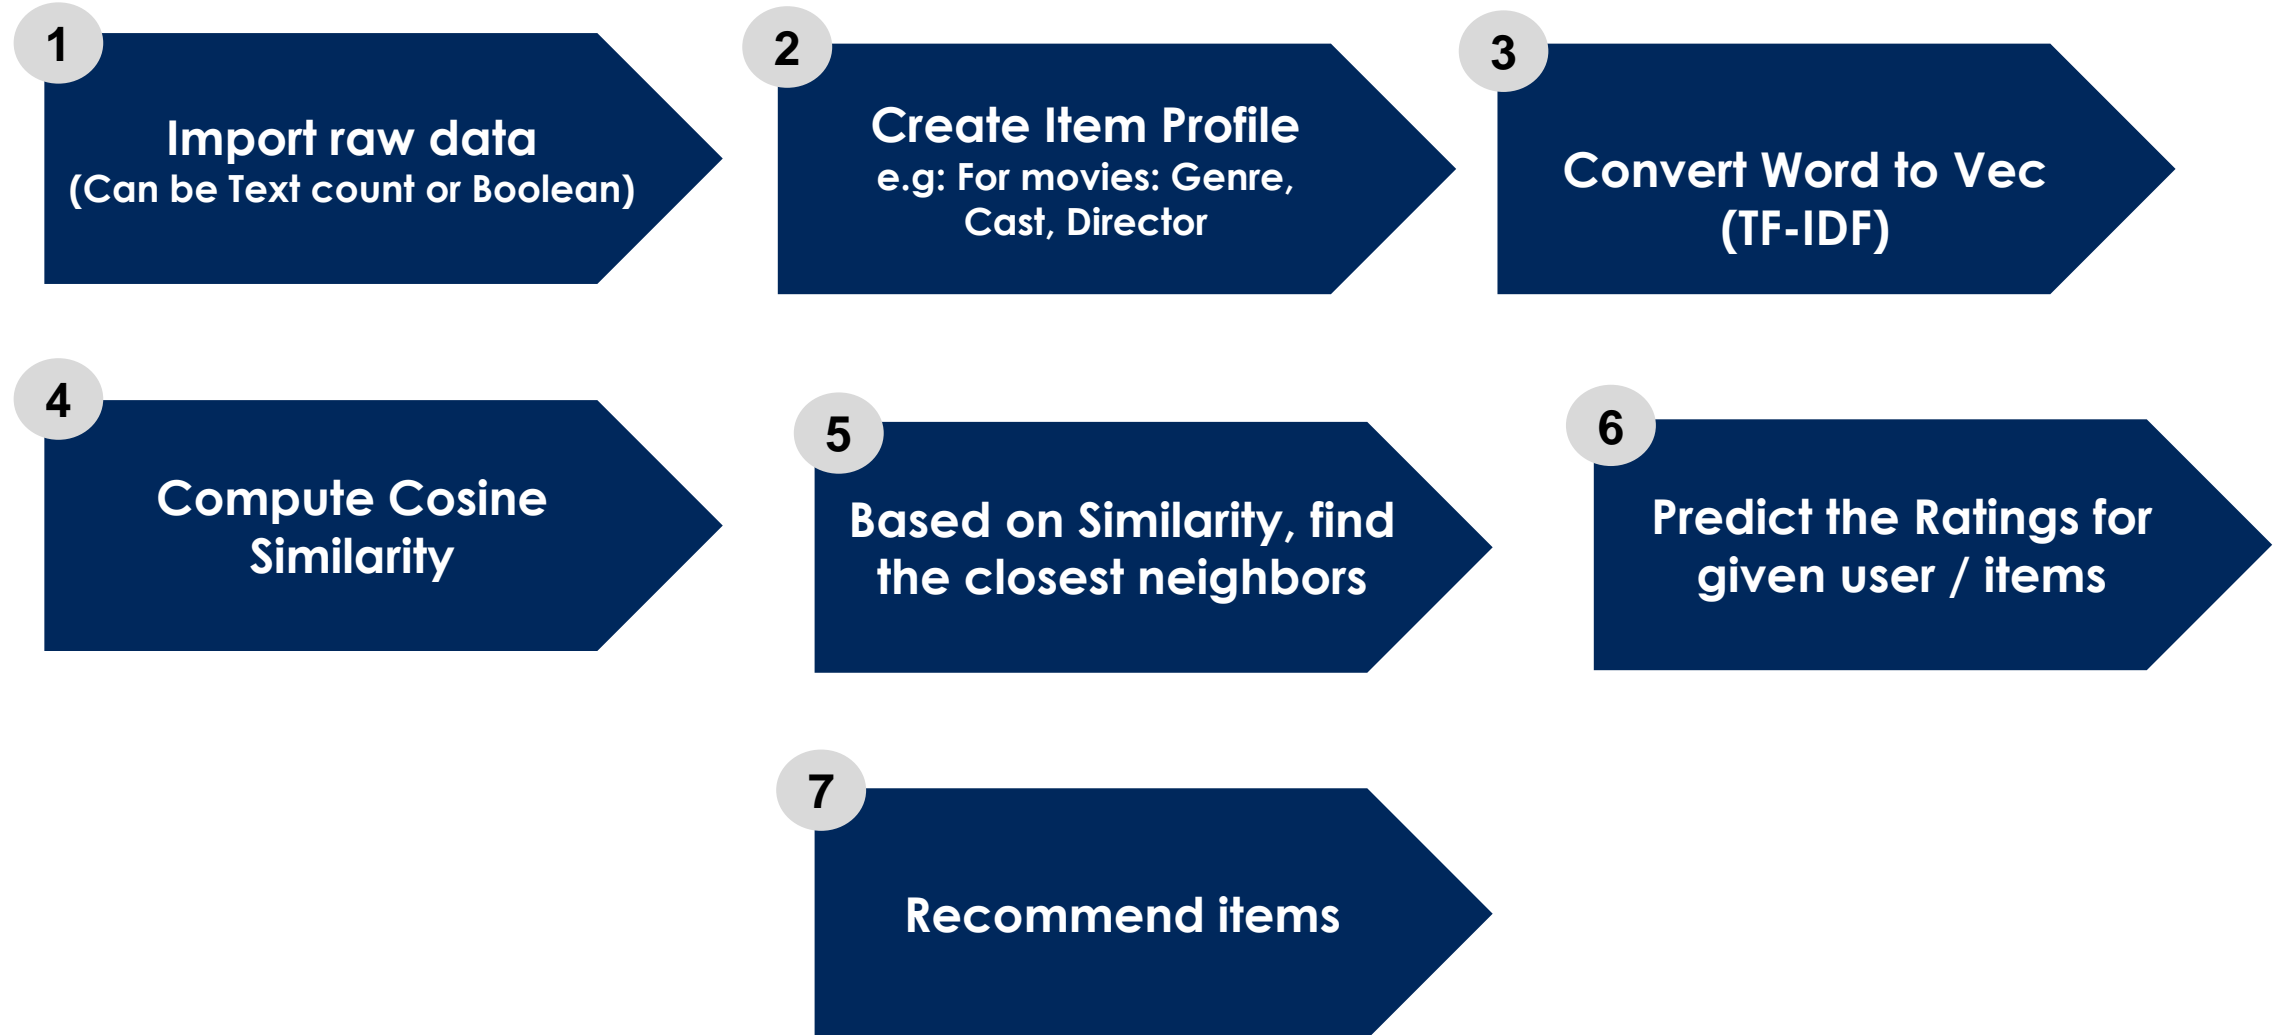 1
Import raw data
(Can be Text count or Boolean)
2
Create Item Profile
e.g: For movies: Genre,
Cast, Director
3
Convert Word to Vec
(TF-IDF)
4
Compute Cosine
Similarity
5
Based on Similarity, find
the closest neighbors
6
Predict the Ratings for
given user / items
7
Recommend items